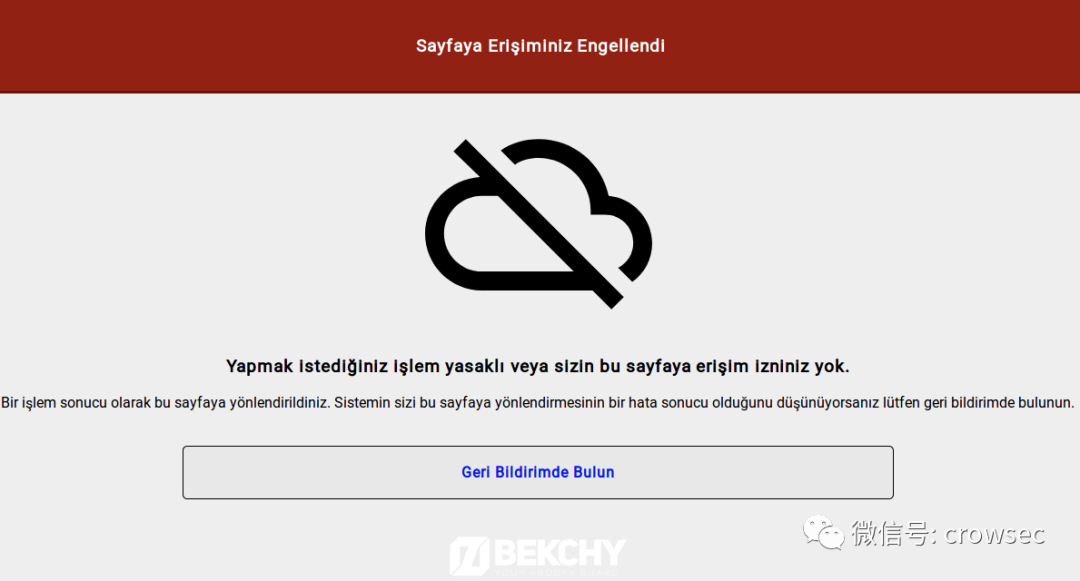 Sayfaya Erişiminiz Engellendi
Yapmak istediğiniz işlem yasaklı veya sizin bu sayfaya erişim izniniz yok.
Bir işlem sonucu olarak bu sayfaya yönlendirildiniz. Sistemin sizi bu sayfaya yönlendirmesinin bir hata sonucu olduğunu düşünüyorsanız lütfen geri bildirimde bulunun.
Geri Bildirimde Bulun
微信号: crowsec
BEKCHY